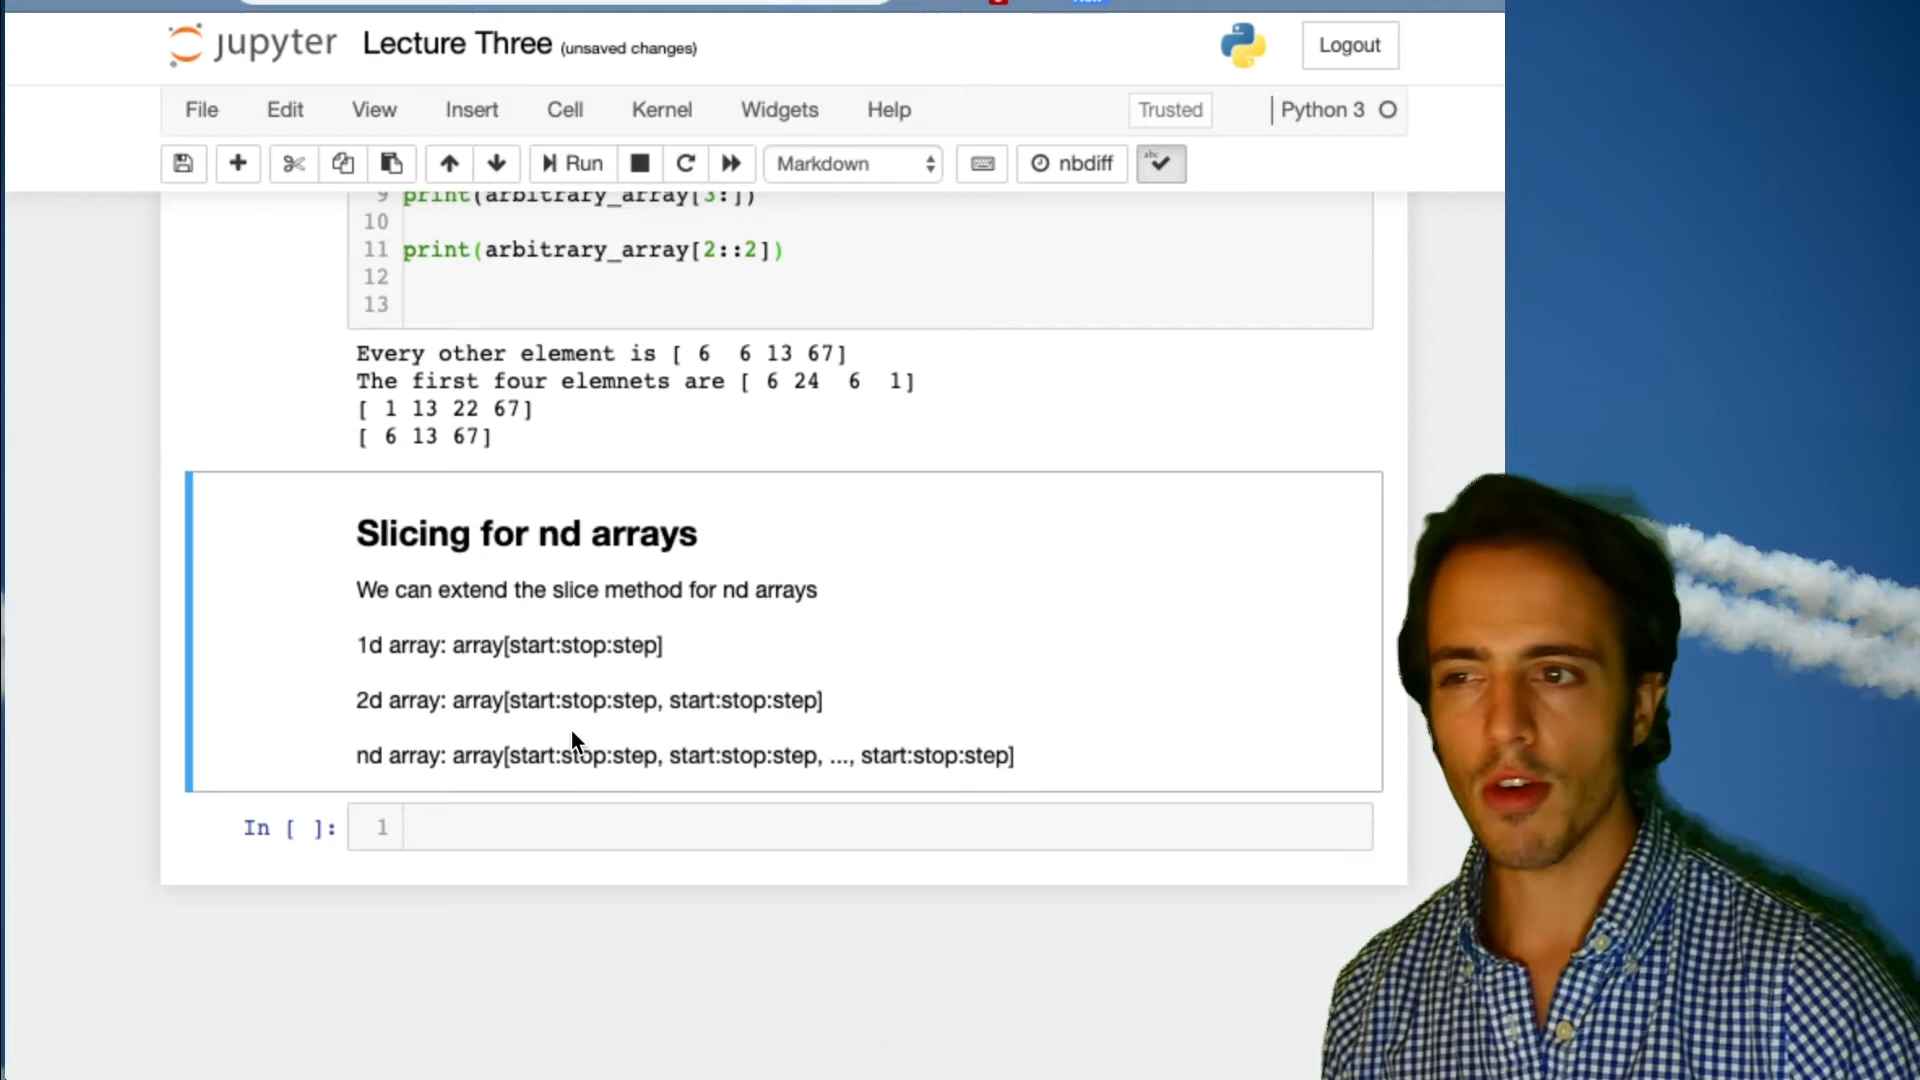 jupyter Lecture Three (unsaved changes) Logout
File Edit View Insert Cell Kernel Widgets Help Trusted Python 3
Run Markdown nbdiff abc
9 print(arbitrary_array[3:])
10
11 print(arbitrary_array[2::2])
12
13
Every other element is [ 6  6 13 67]
The first four elemnets are [ 6 24  6  1]
[ 1 13 22 67]
[ 6 13 67]
Slicing for nd arrays
We can extend the slice method for nd arrays
1d array: array[start:stop:step]
2d array: array[start:stop:step, start:stop:step]
nd array: array[start:stop:step, start:stop:step, ..., start:stop:step]
In [ ]: 1